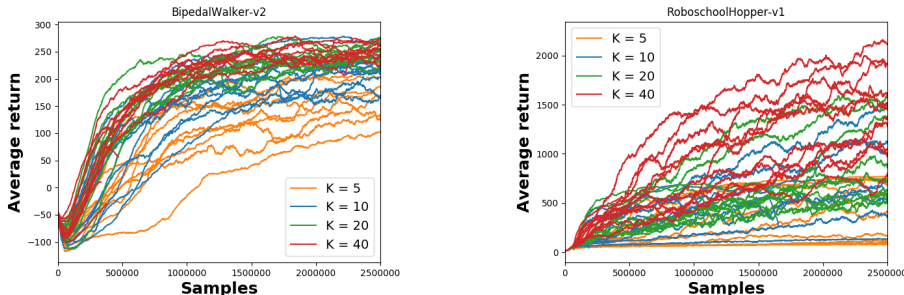 BipedalWalker-v2
Average return
300
250
200
150
100
50
0
−50
−100
K = 5
K = 10
K = 20
K = 40
0
500000
1000000
1500000
2000000
2500000
Samples
RoboschoolHopper-v1
Average return
2000
1500
1000
500
0
K = 5
K = 10
K = 20
K = 40
0
500000
1000000
1500000
2000000
2500000
Samples